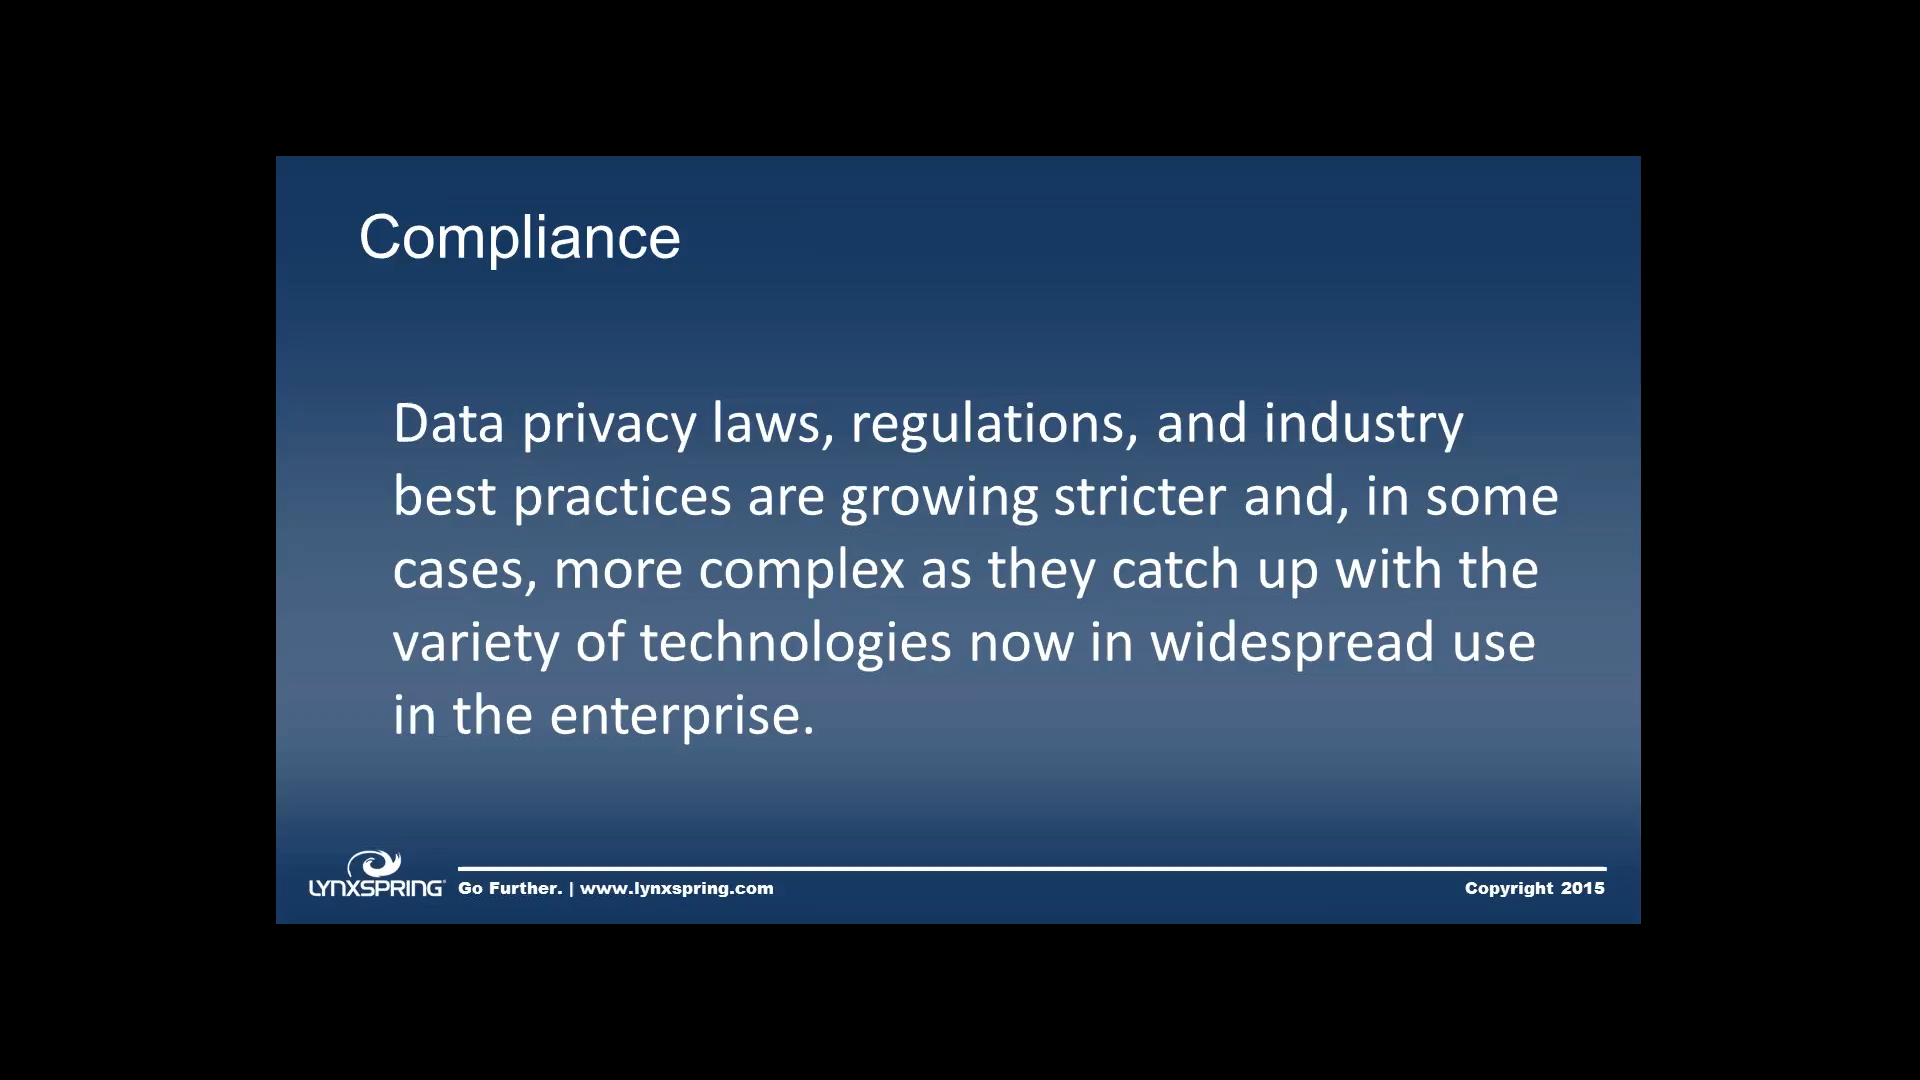 Compliance
Data privacy laws, regulations, and industry
best practices are growing stricter and, in some
cases, more complex as they catch up with the
variety of technologies now in widespread use
in the enterprise.
LYNXSPRING Go Further. | www.lynxspring.com Copyright 2015